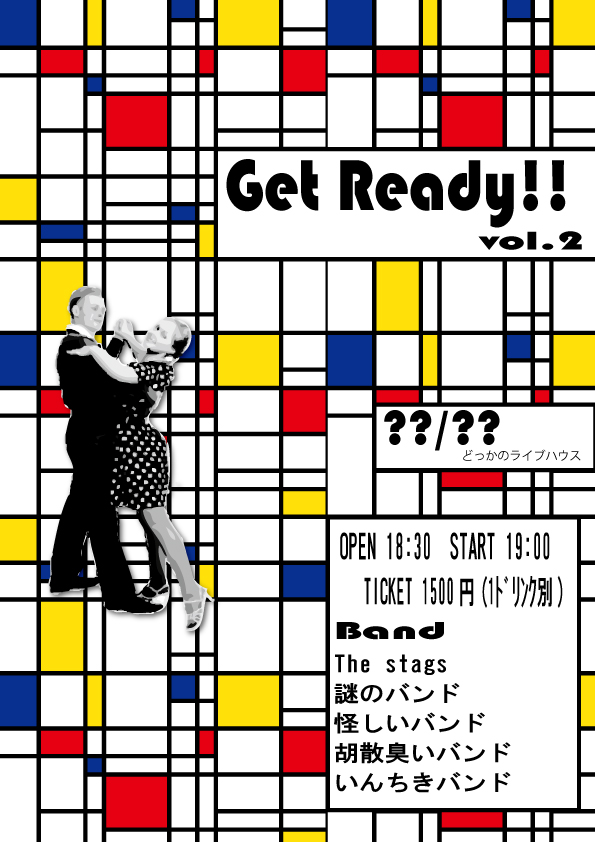 Get Ready!!
vol.2
??/??
どっかのライブハウス
OPEN 18:30 START 19:00
TICKET 1500円(1ﾄﾞﾘﾝｸ別)
Band
The stags
謎のバンド
怪しいバンド
胡散臭いバンド
いんちきバンド